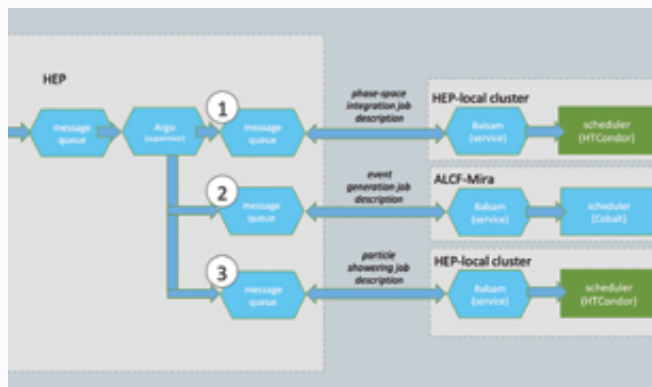 HEP
message
queue
Argo
(supervisor)
1
message
queue
phase-space
integration job
description
HEP-local cluster
Balsam
(service)
scheduler
(HTCondor)
2
message
queue
event
generation job
description
ALCF-Mira
Balsam
(service)
scheduler
(Cobalt)
3
message
queue
particle
showering job
description
HEP-local cluster
Balsam
(service)
scheduler
(HTCondor)